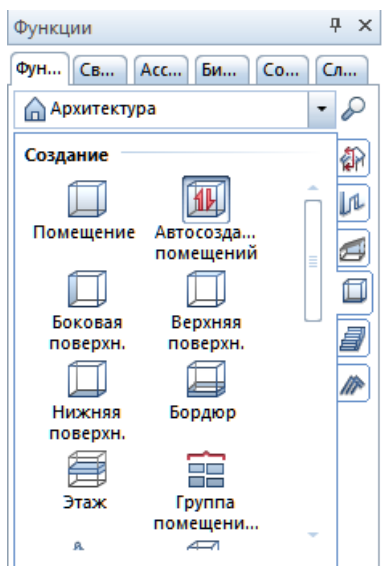 Функции
Фун... Св... Асс... Би... Со... Сл...
Архитектура
Создание
Помещение
Автосозда...
помещений
Боковая
поверхн.
Верхняя
поверхн.
Нижняя
поверхн.
Бордюр
Этаж
Группа
помещени...